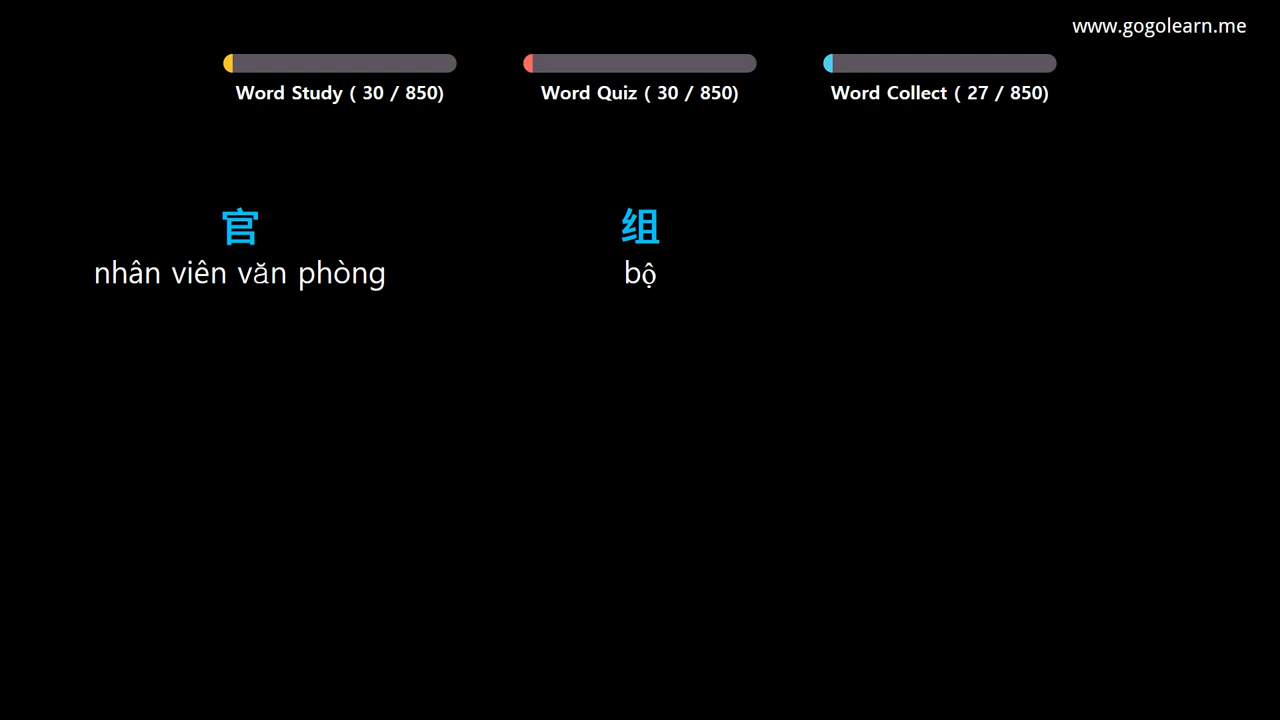 www.gogolearn.me
Word Study ( 30 / 850)
Word Quiz ( 30 / 850)
Word Collect ( 27 / 850)
官
组
nhân viên văn phòng
bộ